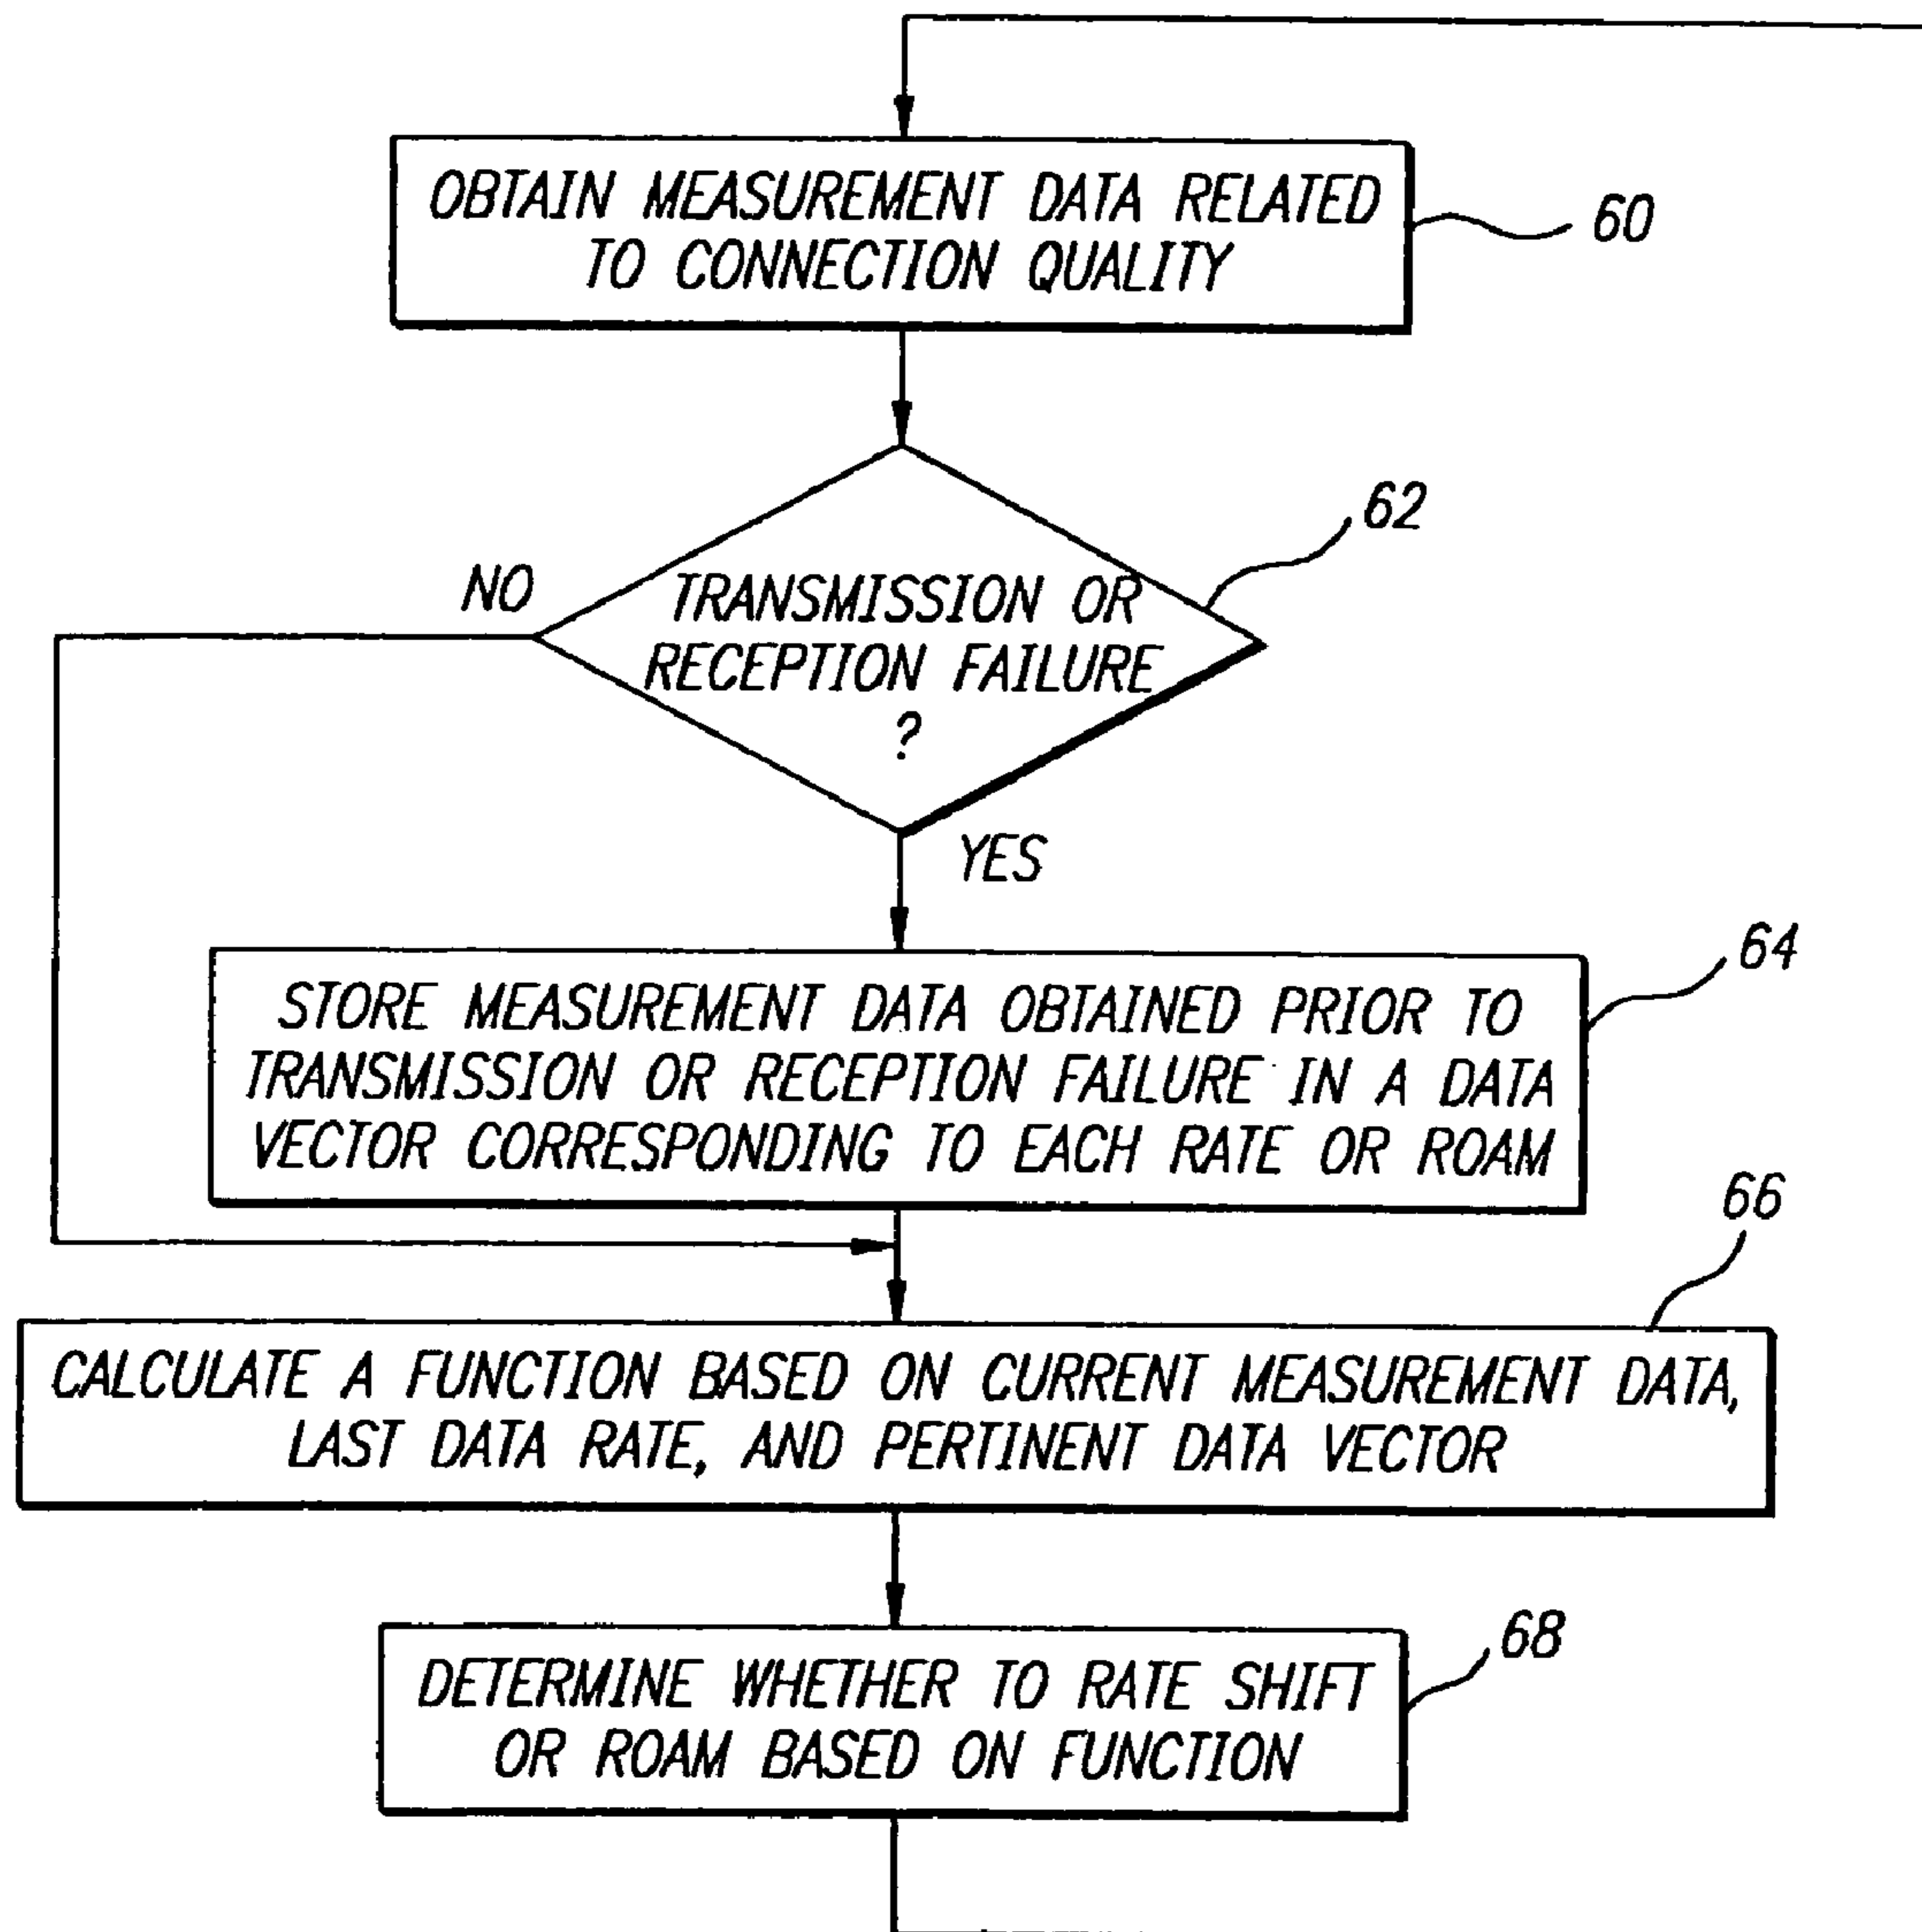 OBTAIN MEASUREMENT DATA RELATED
TO CONNECTION QUALITY
60
62
NO
TRANSMISSION OR
RECEPTION FAILURE
?
YES
64
STORE MEASUREMENT DATA OBTAINED PRIOR TO
TRANSMISSION OR RECEPTION FAILURE IN A DATA
VECTOR CORRESPONDING TO EACH RATE OR ROAM
66
CALCULATE A FUNCTION BASED ON CURRENT MEASUREMENT DATA,
LAST DATA RATE, AND PERTINENT DATA VECTOR
68
DETERMINE WHETHER TO RATE SHIFT
OR ROAM BASED ON FUNCTION